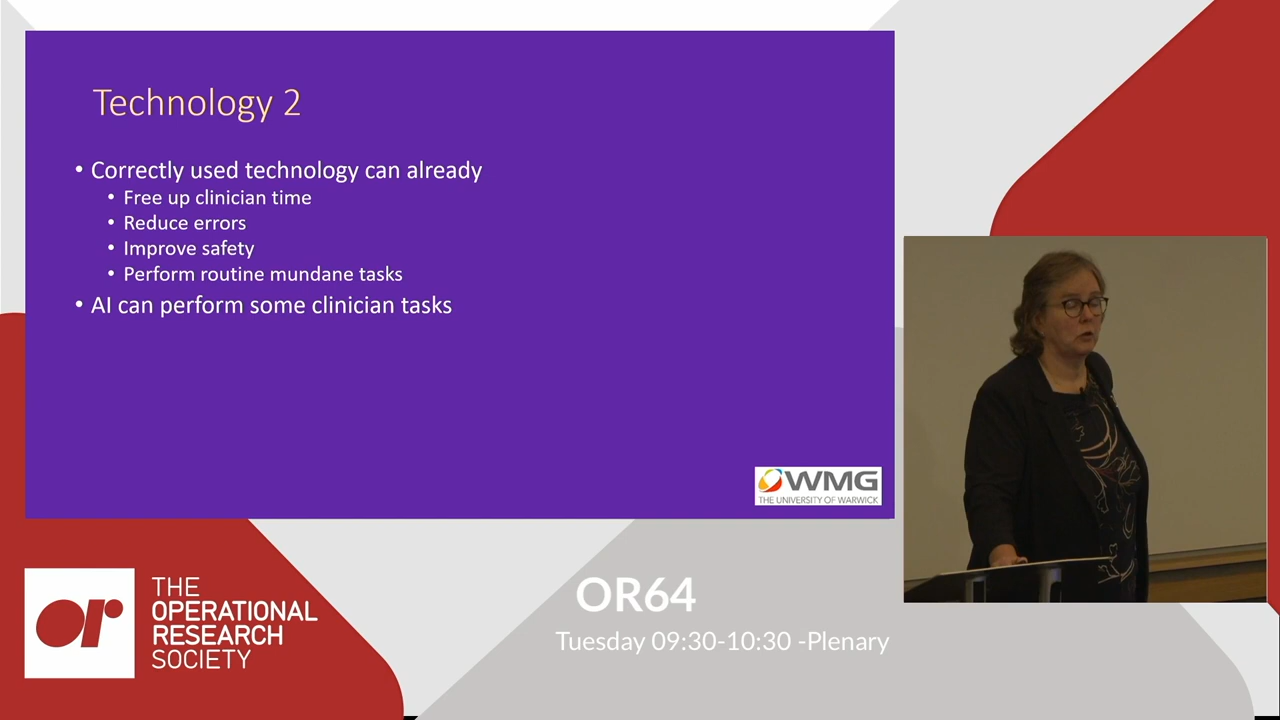 Technology 2
• Correctly used technology can already
• Free up clinician time
• Reduce errors
• Improve safety
• Perform routine mundane tasks
• AI can perform some clinician tasks
WMG
THE UNIVERSITY OF WARWICK
or
THE
OPERATIONAL
RESEARCH
SOCIETY
OR64
Tuesday 09:30-10:30 -Plenary